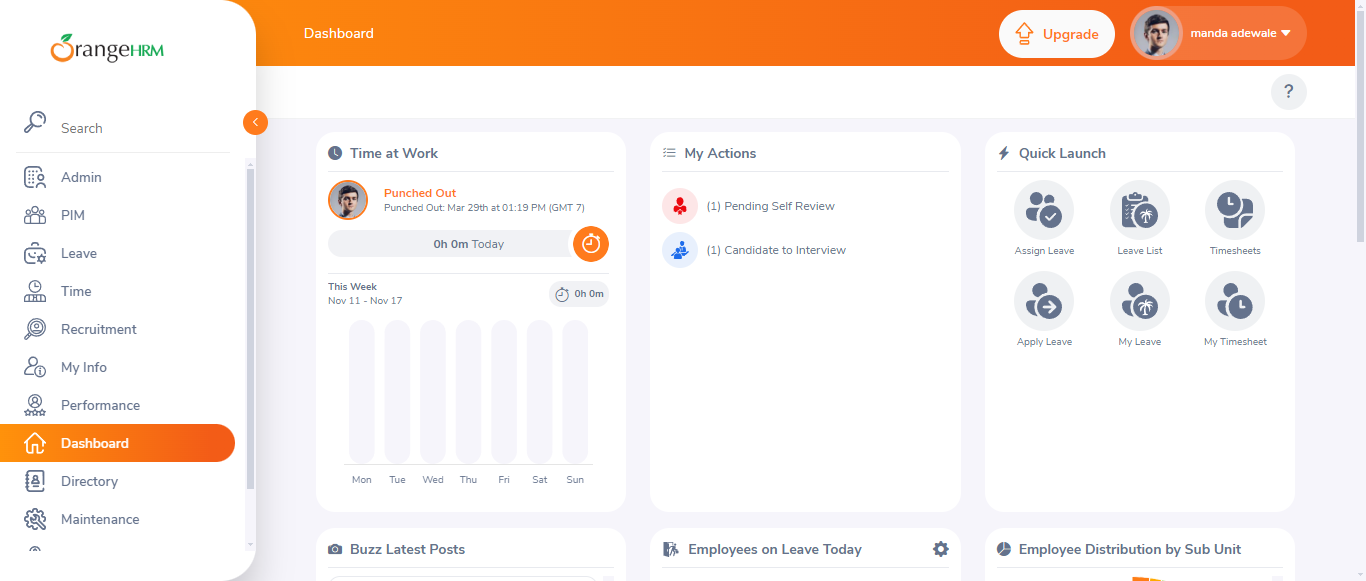 OrangeHRM
Search
Admin
PIM
Leave
Time
Recruitment
My Info
Performance
Dashboard
Directory
Maintenance
Dashboard
Upgrade
manda adewale
?
Time at Work
Punched Out
Punched Out: Mar 29th at 01:19 PM (GMT 7)
0h 0m Today
This Week
Nov 11 - Nov 17
0h 0m
Mon Tue Wed Thu Fri Sat Sun
My Actions
(1) Pending Self Review
(1) Candidate to Interview
Quick Launch
Assign Leave
Leave List
Timesheets
Apply Leave
My Leave
My Timesheet
Buzz Latest Posts
Employees on Leave Today
Employee Distribution by Sub Unit